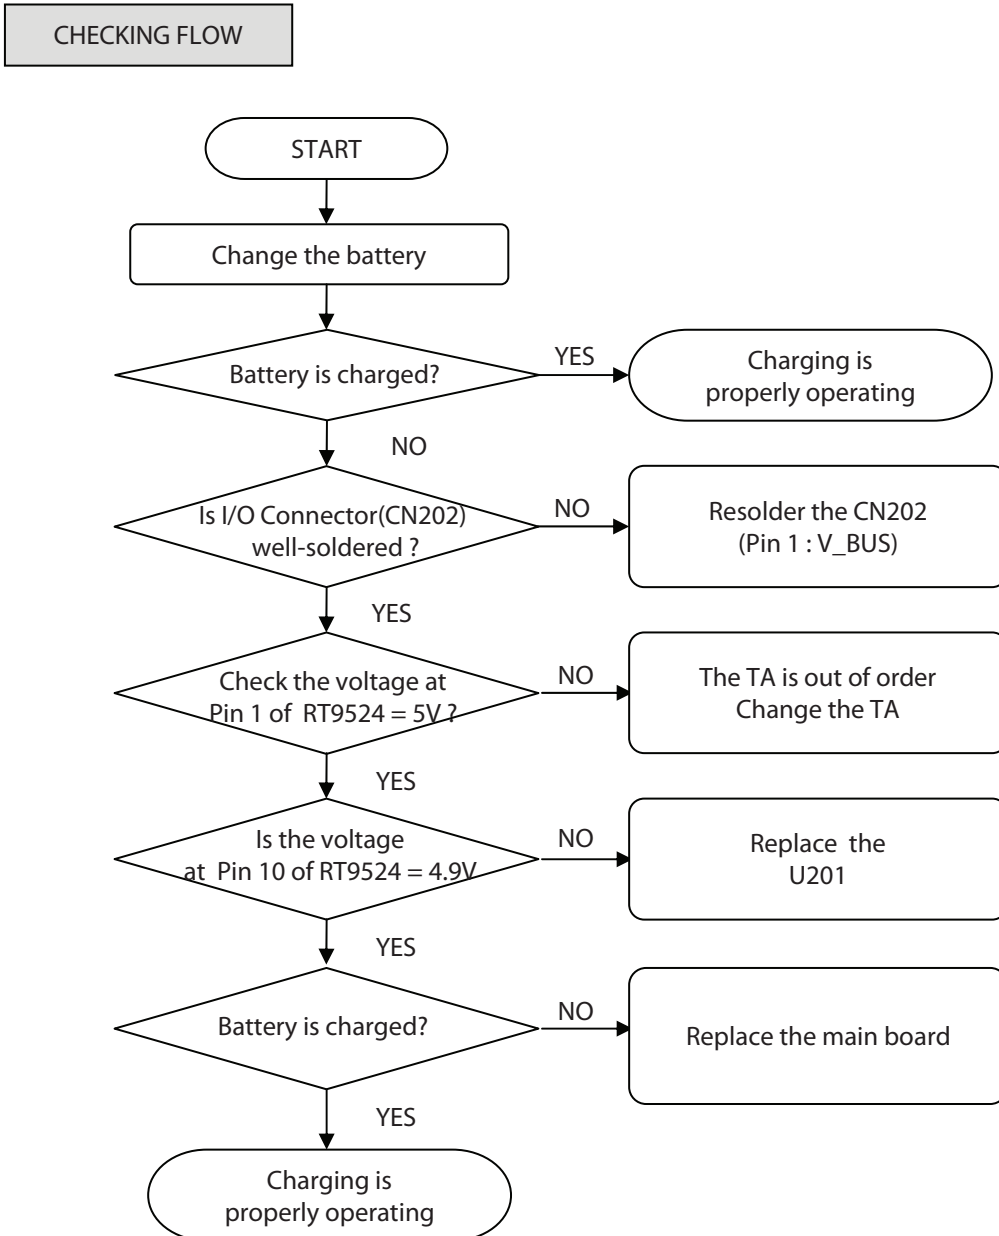 CHECKING FLOW
START
Change the battery
Battery is charged?
YES
Charging is
properly operating
NO
Is I/O Connector(CN202)
well-soldered ?
NO
Resolder the CN202
(Pin 1 : V_BUS)
YES
Check the voltage at
Pin 1 of RT9524 = 5V ?
NO
The TA is out of order
Change the TA
YES
Is the voltage
at Pin 10 of RT9524 = 4.9V
NO
Replace the
U201
YES
Battery is charged?
NO
Replace the main board
YES
Charging is
properly operating